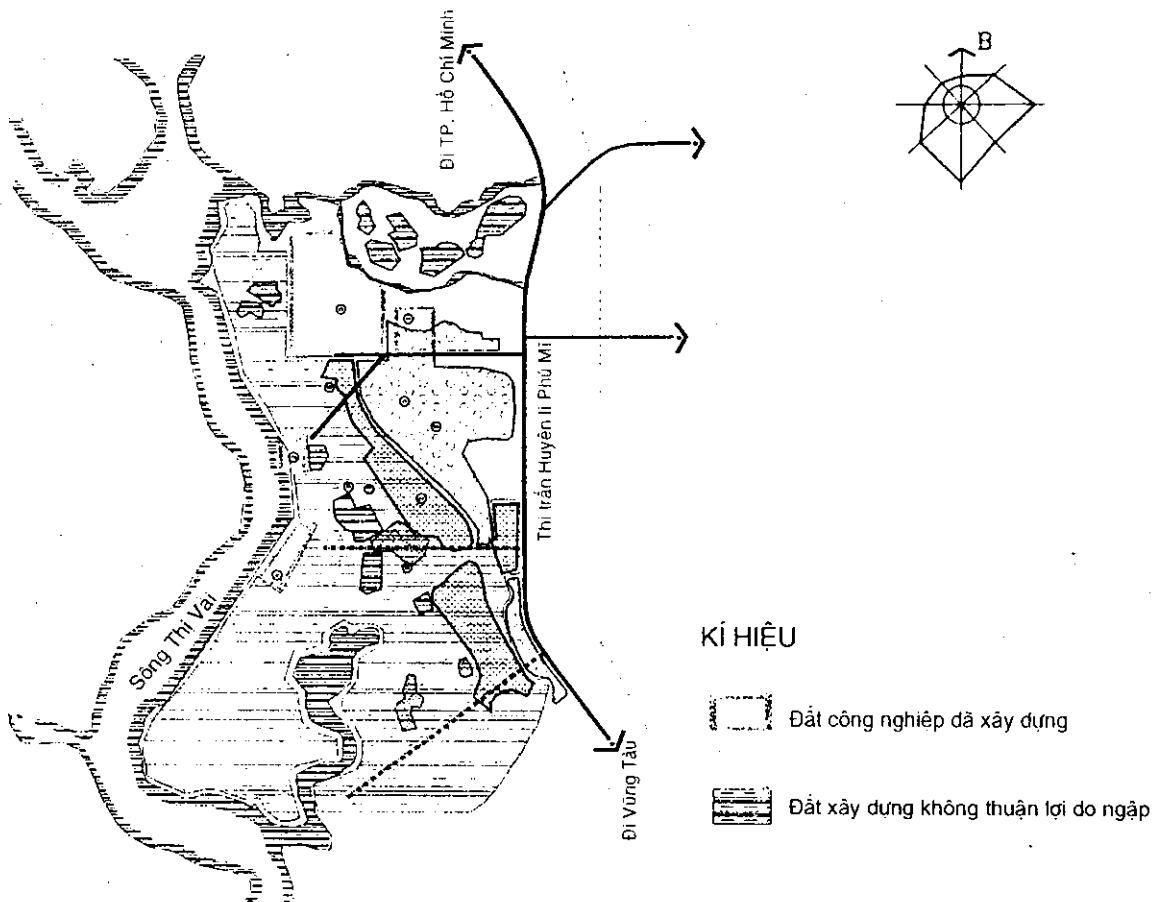 B
Đi TP. Hồ Chí Minh
Thị trấn Huyện lị Phú Mĩ
Sông Thị Vải
Đi Vũng Tàu
KÍ HIỆU
Đất công nghiệp dã xây dựng
Đất xây dựng không thuận lợi do ngập